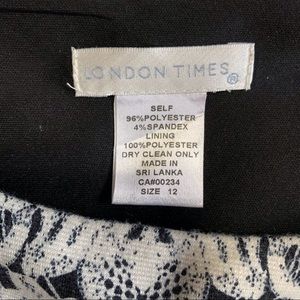 LONDON TIMES®
SELF
96%POLYESTER
4%SPANDEX
LINING
100%POLYESTER
DRY CLEAN ONLY
MADE IN
SRI LANKA
CA#00234
SIZE 12